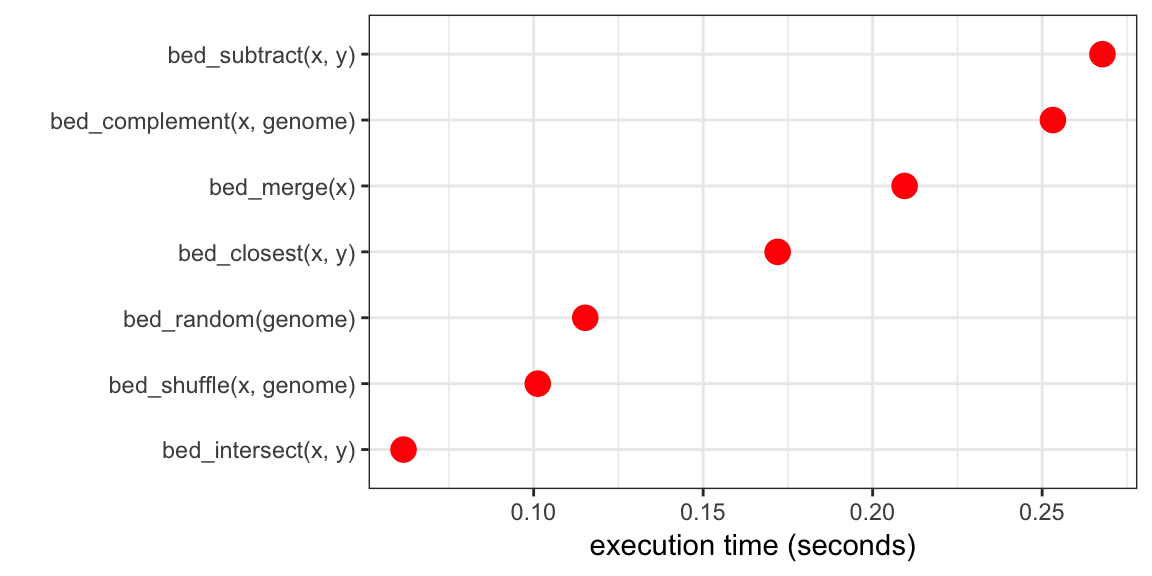 bed_subtract(x, y)
bed_complement(x, genome)
bed_merge(x)
bed_closest(x, y)
bed_random(genome)
bed_shuffle(x, genome)
bed_intersect(x, y)
0.10 0.15 0.20 0.25
execution time (seconds)